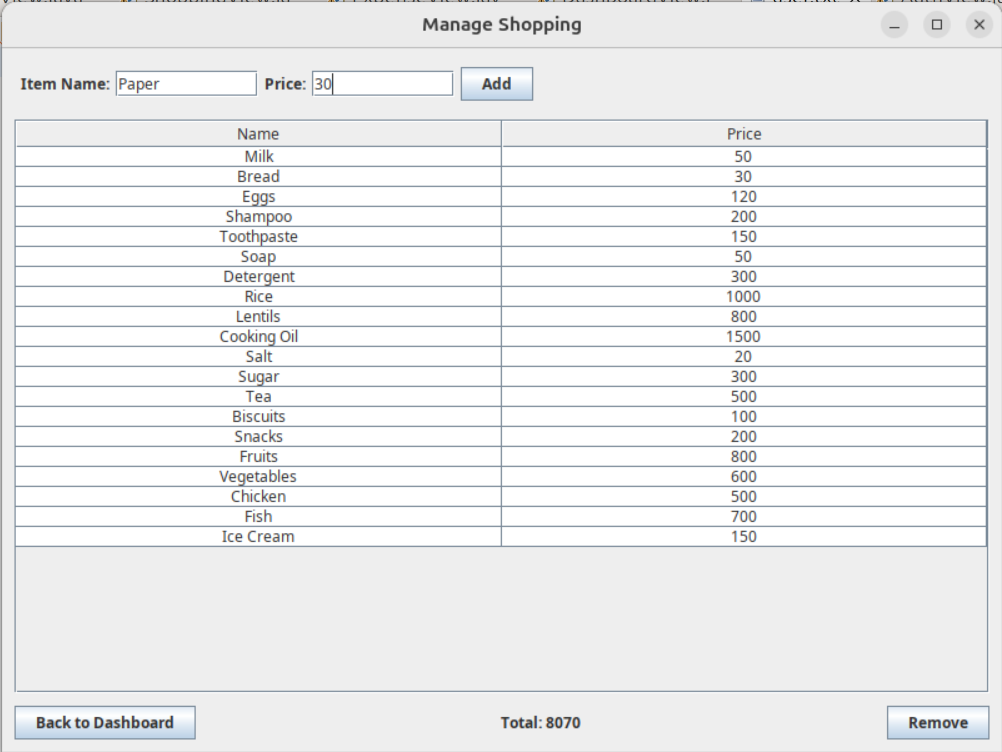 Manage Shopping
Item Name: Paper Price: 30 Add
Name Price
Milk 50
Bread 30
Eggs 120
Shampoo 200
Toothpaste 150
Soap 50
Detergent 300
Rice 1000
Lentils 800
Cooking Oil 1500
Salt 20
Sugar 300
Tea 500
Biscuits 100
Snacks 200
Fruits 800
Vegetables 600
Chicken 500
Fish 700
Ice Cream 150
Back to Dashboard Total: 8070 Remove